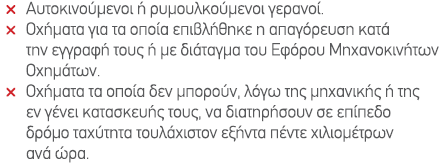 × Αυτοκινούμενοι ή ρυμουλκούμενοι γερανοί.
× Οχήματα για τα οποία επιβλήθηκε η απαγόρευση κατά
την εγγραφή τους ή με διάταγμα του Εφόρου Μηχανοκινήτων
Οχημάτων.
× Οχήματα τα οποία δεν μπορούν, λόγω της μηχανικής ή της
εν γένει κατασκευής τους, να διατηρήσουν σε επίπεδο
δρόμο ταχύτητα τουλάχιστον εξήντα πέντε χιλιομέτρων
ανά ώρα.